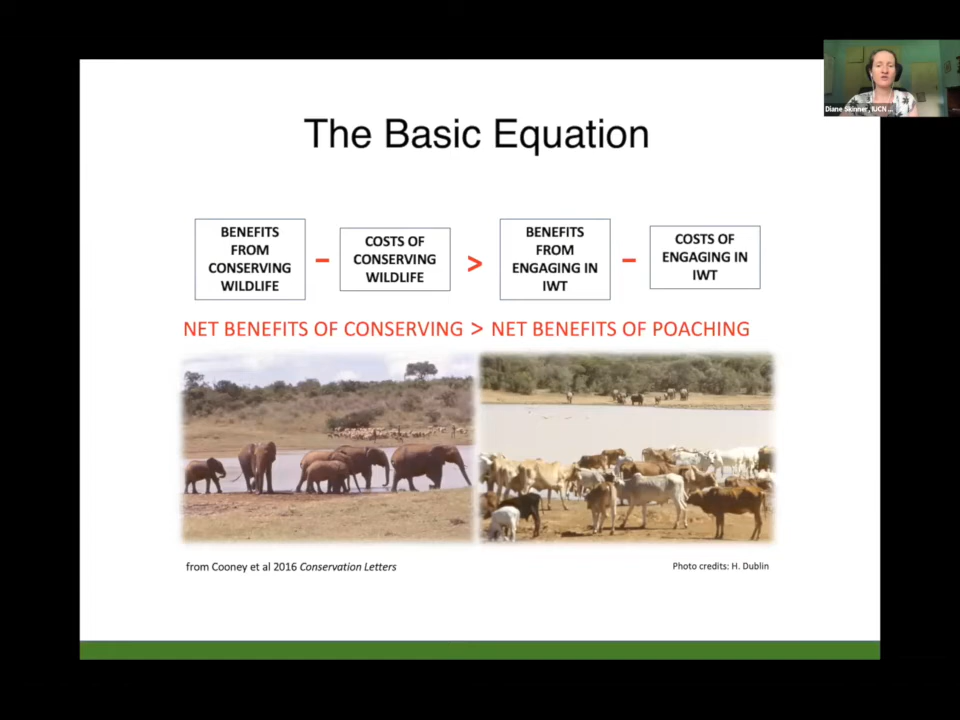 Diane Skinner, IUCN ...
The Basic Equation
BENEFITS
FROM
CONSERVING
WILDLIFE
–
COSTS OF
CONSERVING
WILDLIFE
>
BENEFITS
FROM
ENGAGING IN
IWT
–
COSTS OF
ENGAGING IN
IWT
NET BENEFITS OF CONSERVING > NET BENEFITS OF POACHING
from Cooney et al 2016 Conservation Letters
Photo credits: H. Dublin